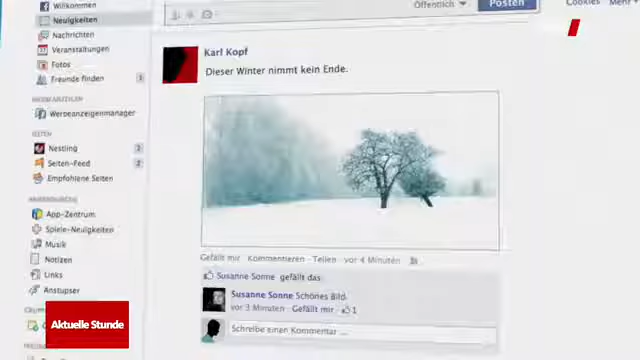 Willkommen
Neuigkeiten
Nachrichten
Veranstaltungen
Fotos
Freunde finden
WERBEANZEIGEN
Werbeanzeigenmanager
SEITEN
Nestling
Seiten-Feed
Empfohlene Seiten
ANWENDUNGEN
App-Zentrum
Spiele-Neuigkeiten
Musik
Notizen
Links
Anstupser
Öffentlich
Posten
Cookies · Mehr
Karl Kopf
Dieser Winter nimmt kein Ende.
Gefällt mir · Kommentieren · Teilen · vor 4 Minuten
Susanne Sonne gefällt das.
Susanne Sonne Schönes Bild.
vor 3 Minuten · Gefällt mir · 1
Schreibe einen Kommentar ...
Aktuelle Stunde